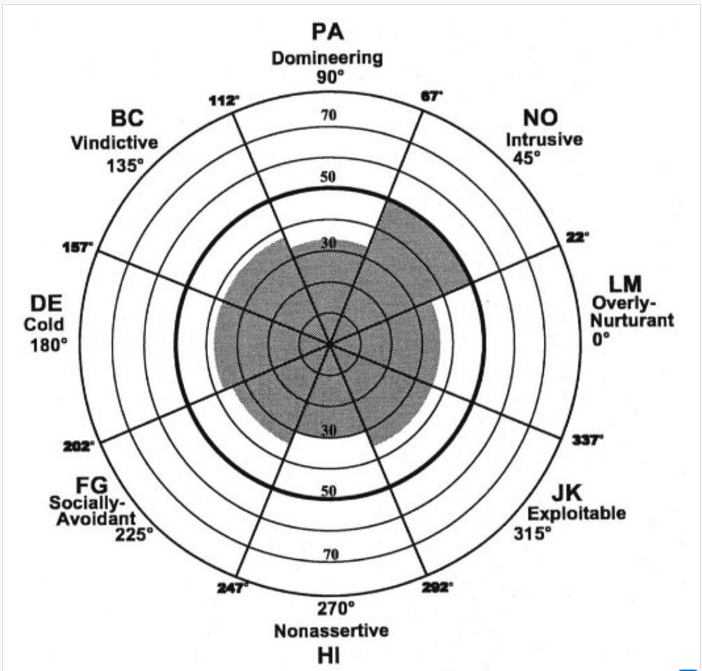 PA
Domineering
90°
112°
67°
BC
Vindictive
135°
NO
Intrusive
45°
70
50
30
157°
22°
DE
Cold
180°
LM
Overly-
Nurturant
0°
30
50
70
202°
337°
FG
Socially-
Avoidant
225°
JK
Exploitable
315°
247°
292°
270°
Nonassertive
HI